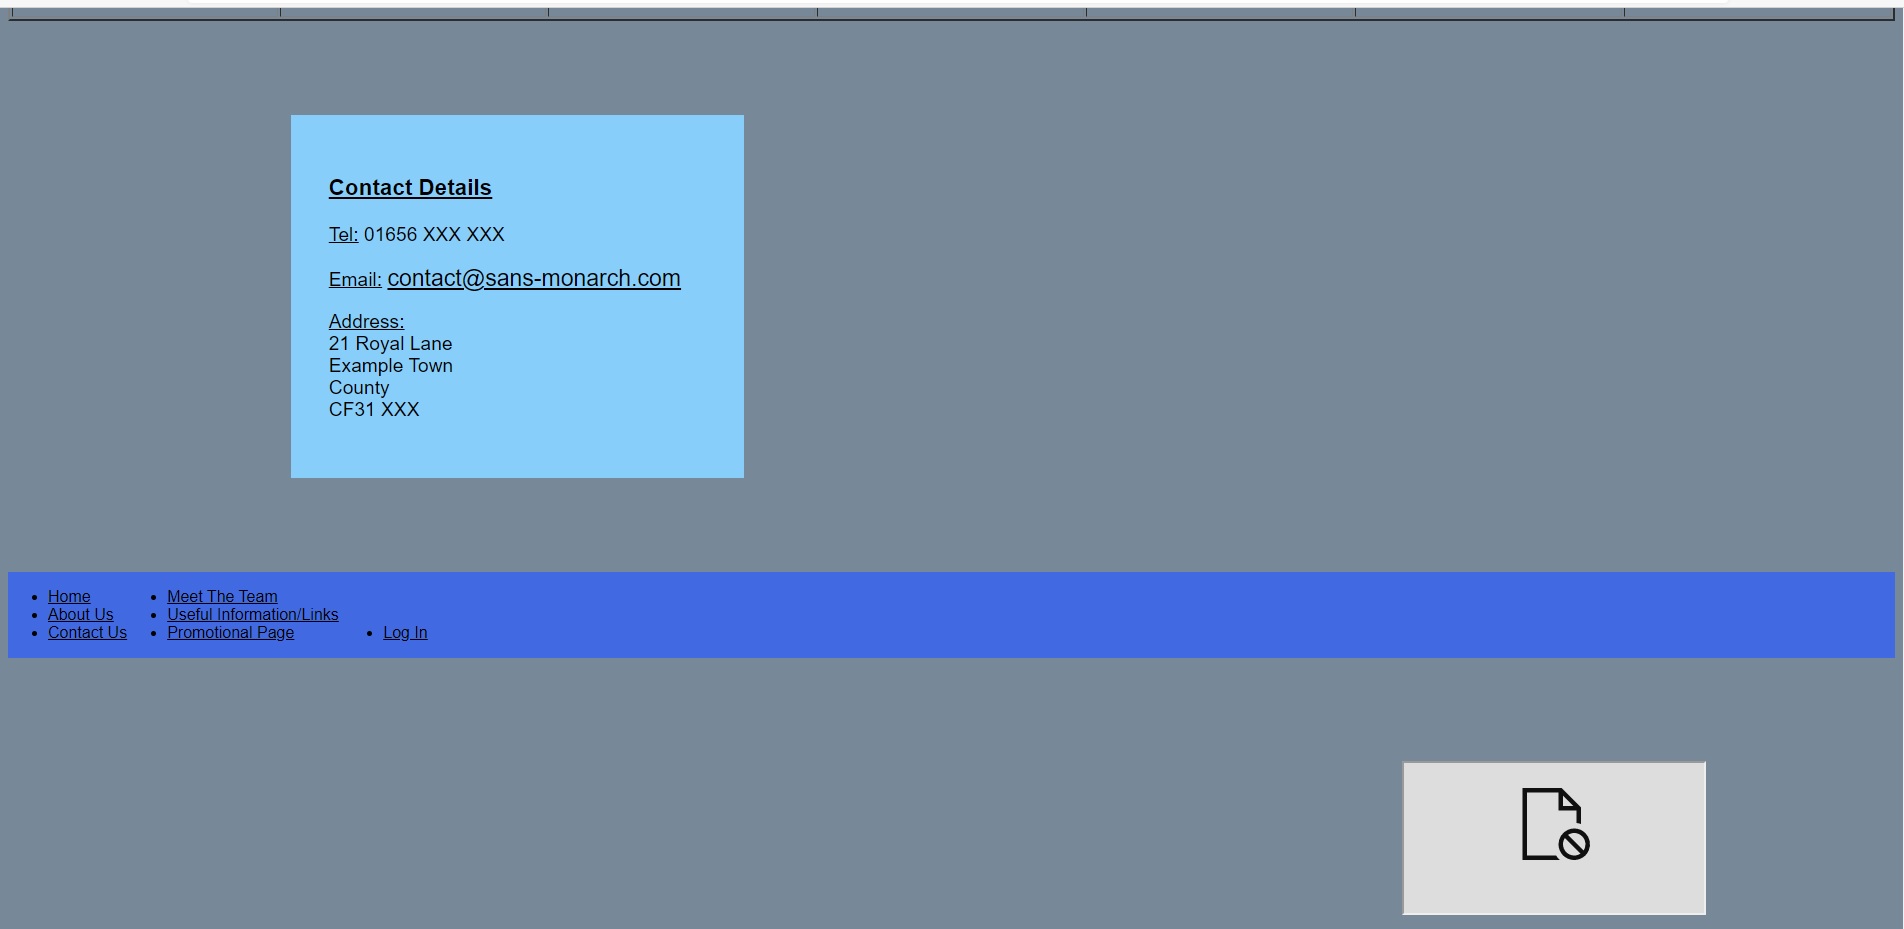 Contact Details
Tel: 01656 XXX XXX
Email: contact@sans-monarch.com
Address:
21 Royal Lane
Example Town
County
CF31 XXX
Home
About Us
Contact Us
Meet The Team
Useful Information/Links
Promotional Page
Log In